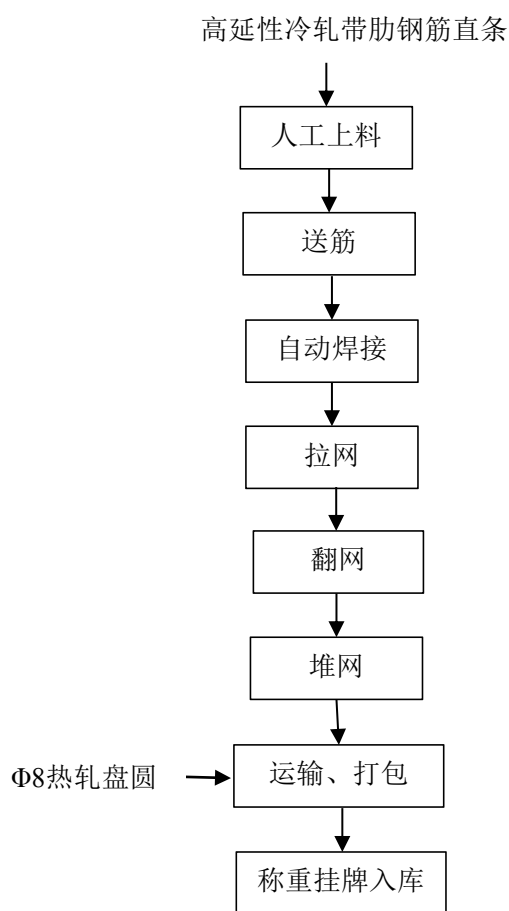 高延性冷轧带肋钢筋直条
人工上料
送筋
自动焊接
拉网
翻网
堆网
Φ8热轧盘圆
运输、打包
称重挂牌入库